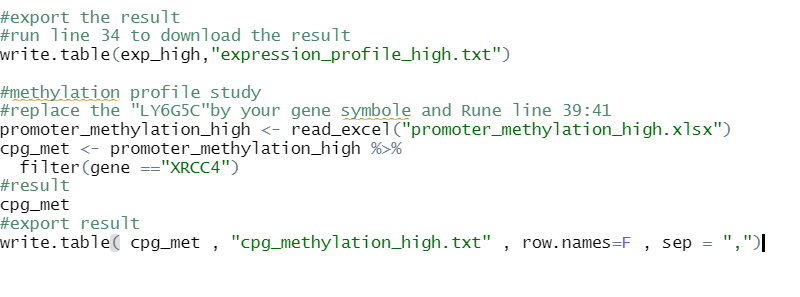 #export the result
#run line 34 to download the result
write.table(exp_high,"expression_profile_high.txt")
#methylation profile study
#replace the "LY6G5C"by your gene symbole and Rune line 39:41
promoter_methylation_high <- read_excel("promoter_methylation_high.xlsx")
cpg_met <- promoter_methylation_high %>%
  filter(gene =="XRCC4")
#result
cpg_met
#export result
write.table( cpg_met , "cpg_methylation_high.txt" , row.names=F , sep = ",")